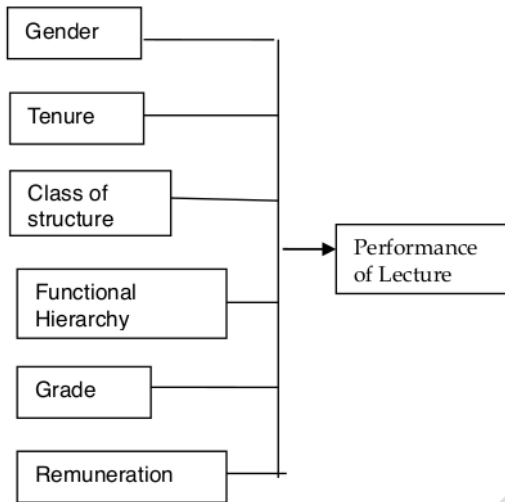 Gender
Tenure
Class of
structure
Functional
Hierarchy
Grade
Remuneration
Performance
of Lecture